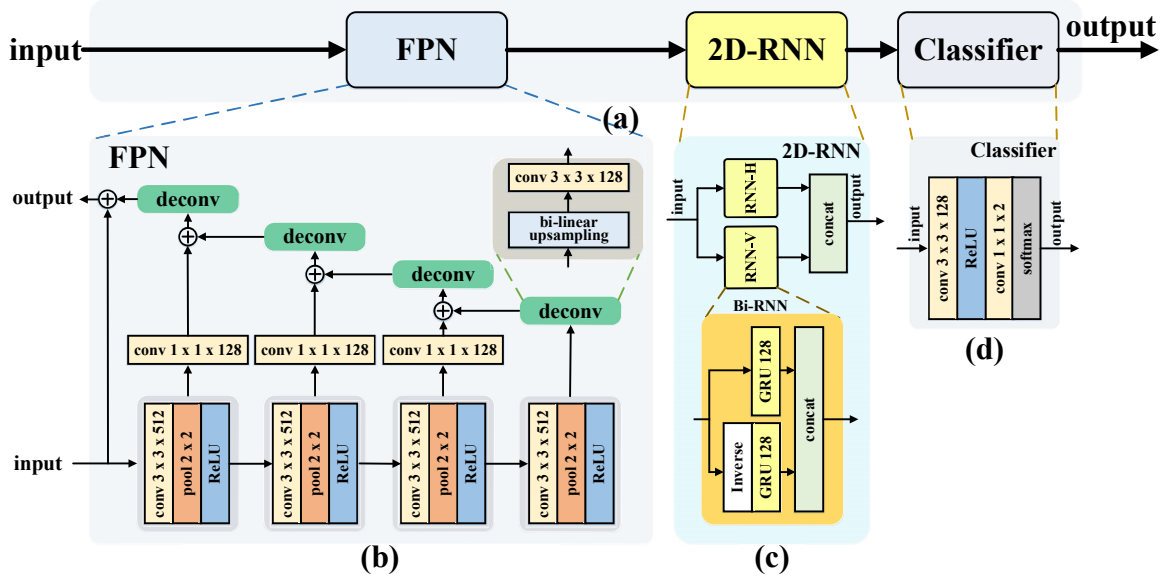 input
FPN
2D-RNN
Classifier
output
(a)
FPN
output
deconv
deconv
deconv
deconv
conv 3 x 3 x 128
bi-linear
upsampling
conv 1 x 1 x 128
conv 1 x 1 x 128
conv 1 x 1 x 128
input
conv 3 x 3 x 512
pool 2 x 2
ReLU
conv 3 x 3 x 512
pool 2 x 2
ReLU
conv 3 x 3 x 512
pool 2 x 2
ReLU
conv 3 x 3 x 512
pool 2 x 2
ReLU
(b)
2D-RNN
input
RNN-H
RNN-V
concat
output
Bi-RNN
GRU 128
Inverse
GRU 128
concat
(c)
Classifier
input
conv 3 x 3 x 128
ReLU
conv 1 x 1 x 2
softmax
output
(d)